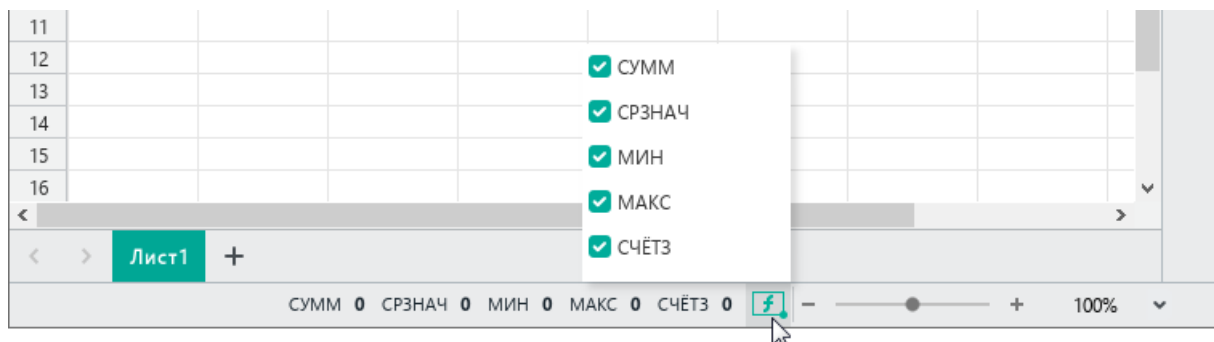 11
12
СУММ
13
СРЗНАЧ
14
15
МИН
16
МАКС
Лист1
СЧЁТЗ
СУММ 0 СРЗНАЧ 0 МИН 0 МАКС 0 СЧЁТЗ 0 100%